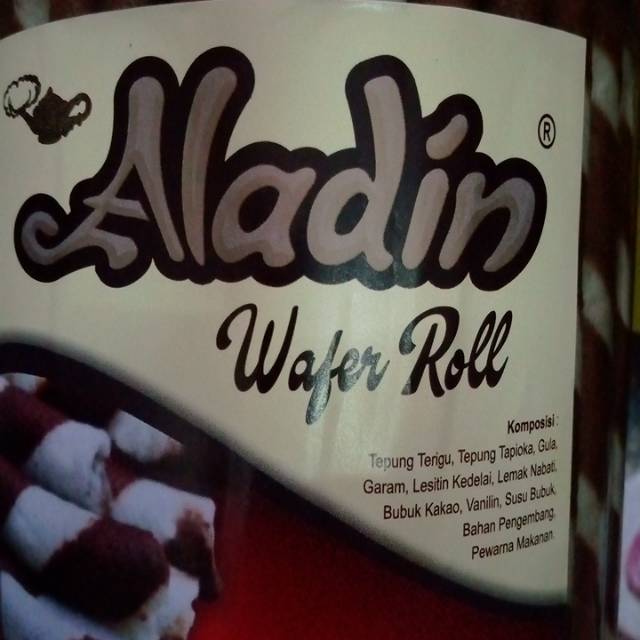 Aladin ®
Wafer Roll
Komposisi :
Tepung Terigu, Tepung Tapioka, Gula,
Garam, Lesitin Kedelai, Lemak Nabati,
Bubuk Kakao, Vanilin, Susu Bubuk,
Bahan Pengembang,
Pewarna Makanan.